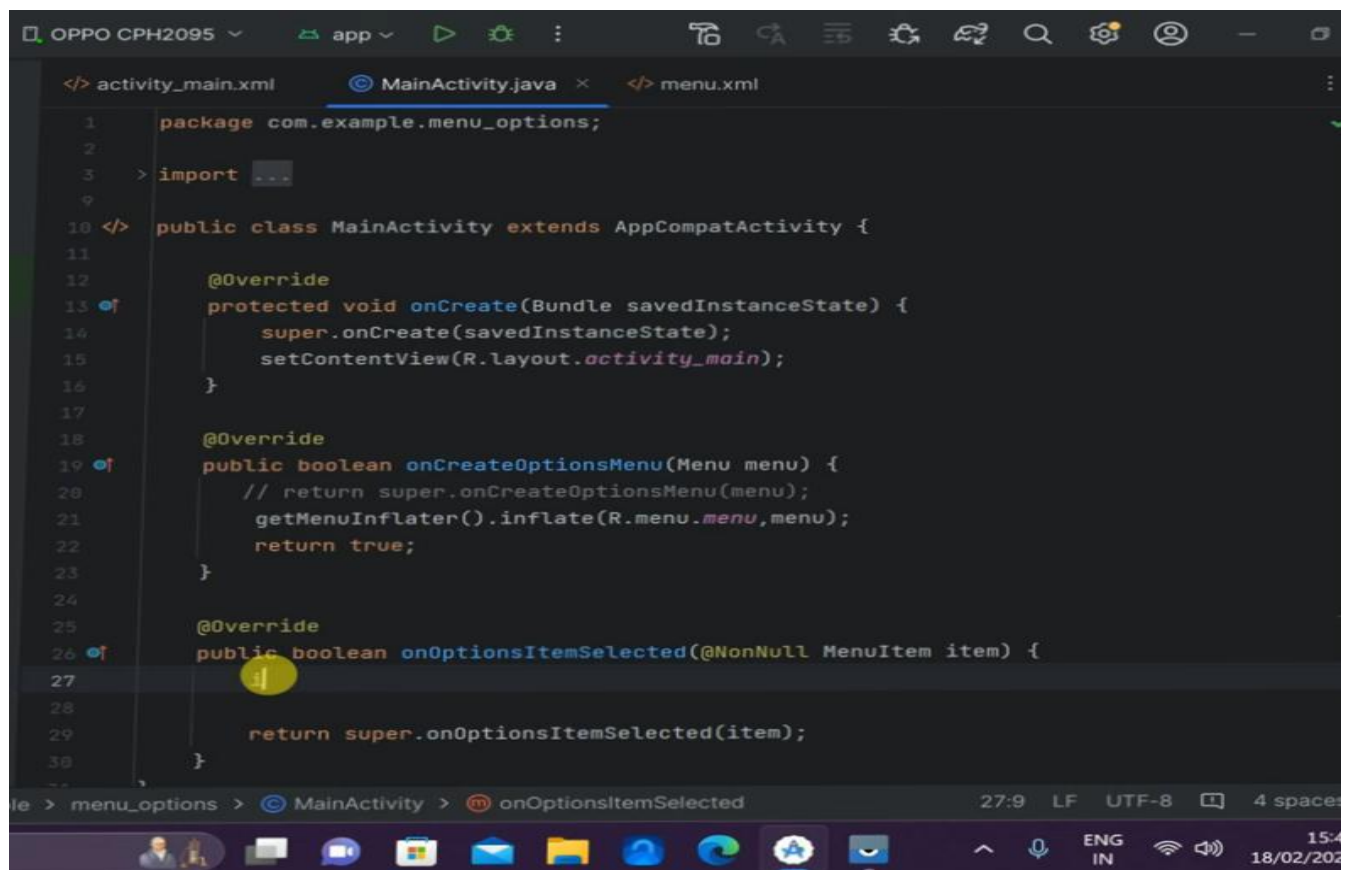 OPPO CPH2095 app
activity_main.xml MainActivity.java menu.xml
1 package com.example.menu_options;
2
3 > import ...
9
10 </> public class MainActivity extends AppCompatActivity {
11
12 @Override
13 protected void onCreate(Bundle savedInstanceState) {
14 super.onCreate(savedInstanceState);
15 setContentView(R.layout.activity_main);
16 }
17
18 @Override
19 public boolean onCreateOptionsMenu(Menu menu) {
20 // return super.onCreateOptionsMenu(menu);
21 getMenuInflater().inflate(R.menu.menu,menu);
22 return true;
23 }
24
25 @Override
26 public boolean onOptionsItemSelected(@NonNull MenuItem item) {
27 i
28
29 return super.onOptionsItemSelected(item);
30 }
le > menu_options > MainActivity > onOptionsItemSelected 27:9 LF UTF-8 4 spaces
ENG 15:4
IN 18/02/202